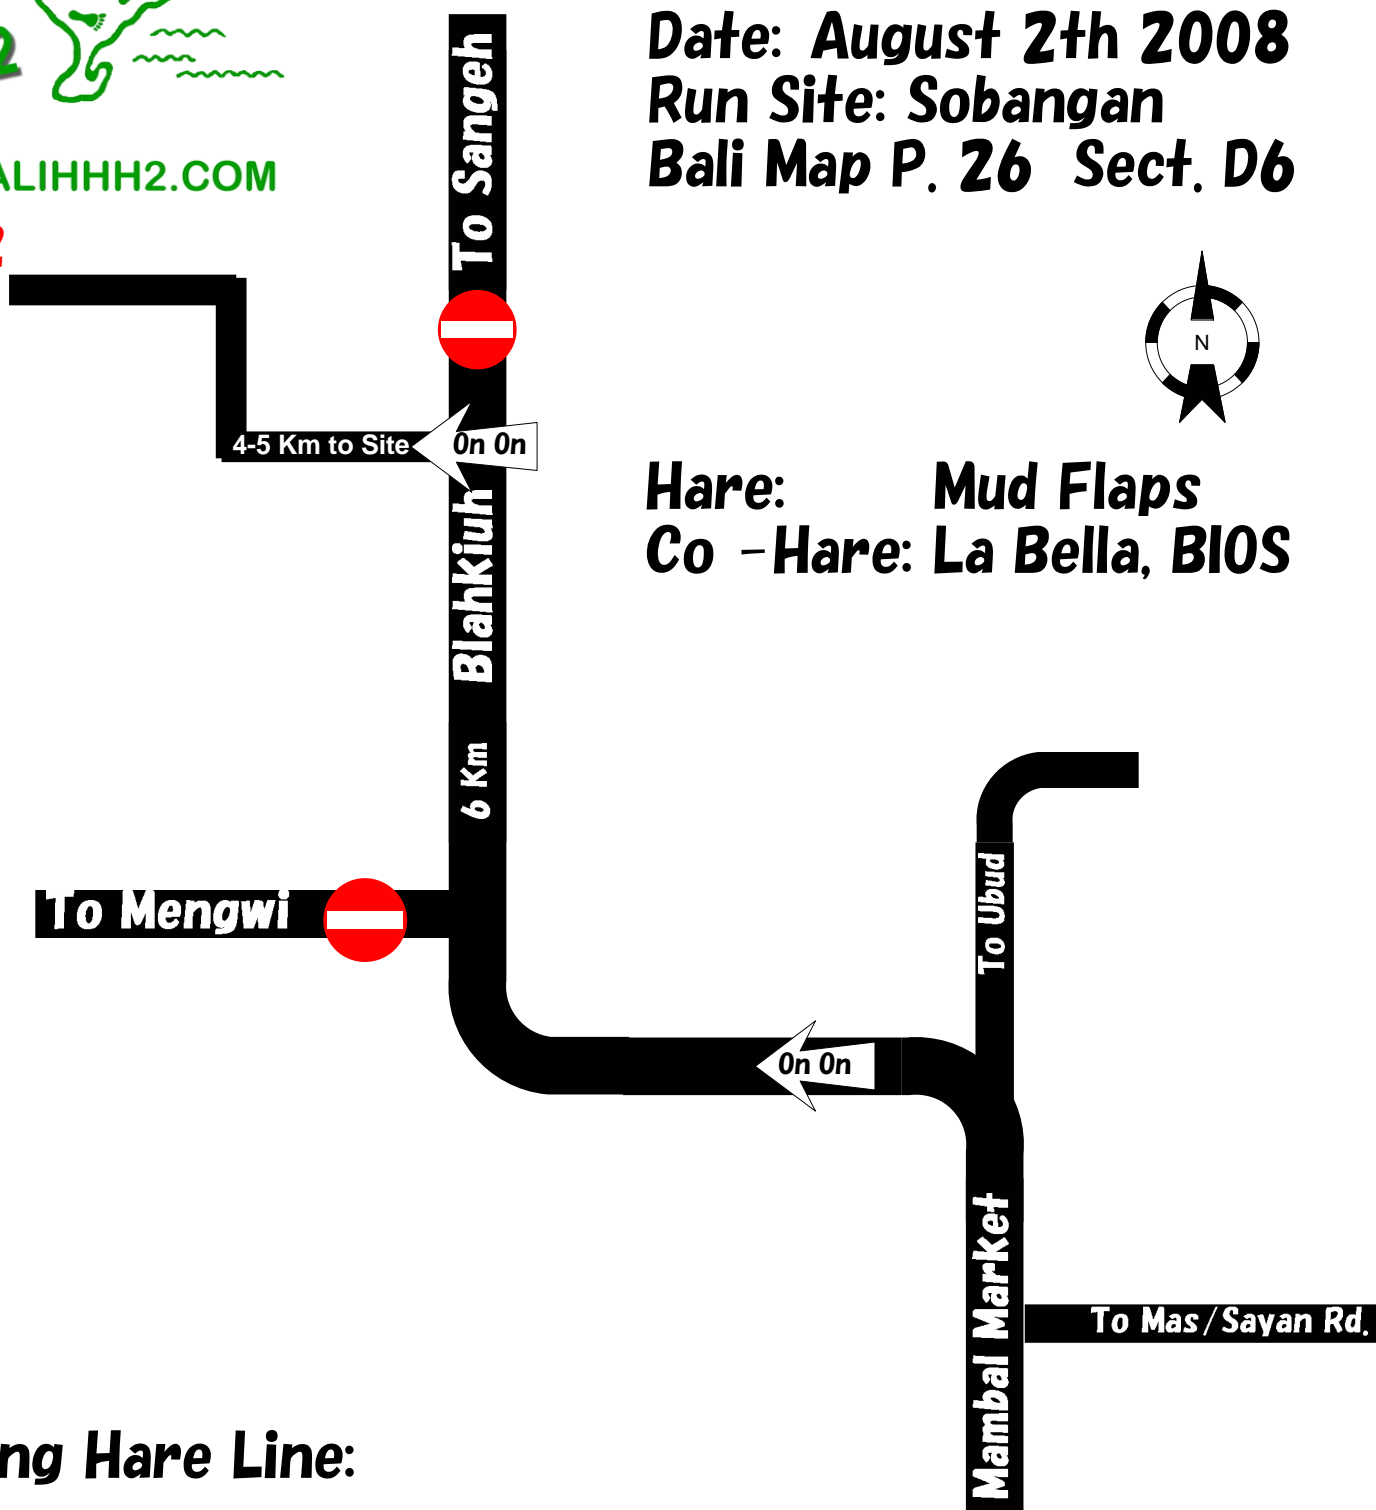 Date: August 2th 2008
Run Site: Sobangan
Bali Map P. 26 Sect. D6
2
ALIHHH2.COM
2
To Sangeh
N
4-5 Km to Site
On On
Hare: Mud Flaps
Co -Hare: La Bella, BIOS
Blahkiuh
6 Km
To Ubud
To Mengwi
On On
Mambal Market
To Mas/Sayan Rd.
ng Hare Line: